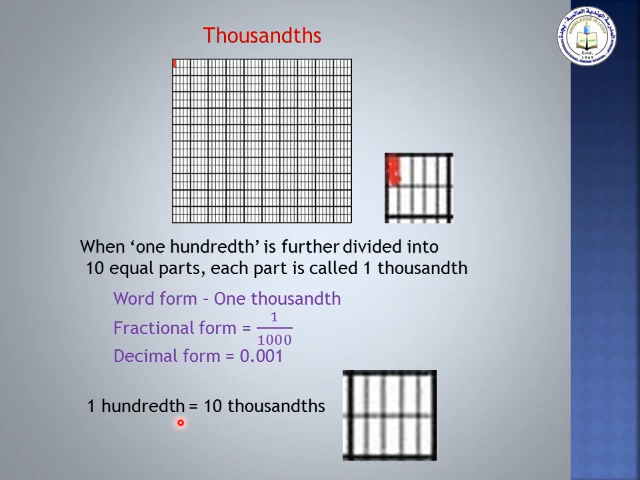 Thousandths
When ‘one hundredth’ is further divided into
10 equal parts, each part is called 1 thousandth
Word form – One thousandth
Fractional form = 1/1000
Decimal form = 0.001
1 hundredth = 10 thousandths